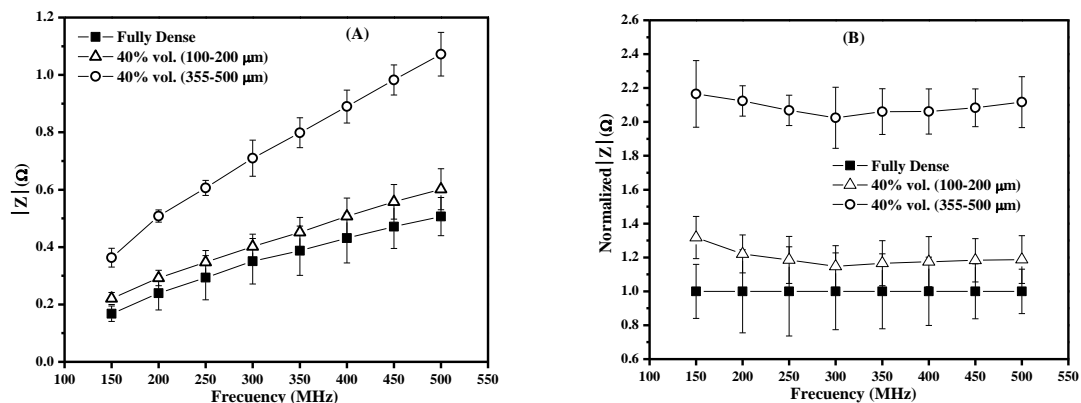 (A)
Fully Dense
40% vol. (100-200 μm)
40% vol. (355-500 μm)
|Z|(Ω)
1.2
1.0
0.8
0.6
0.4
0.2
0.0
100 150 200 250 300 350 400 450 500 550
Frecuency (MHz)
(B)
Fully Dense
40% vol. (100-200 μm)
40% vol. (355-500 μm)
Normalized |Z|(Ω)
2.6
2.4
2.2
2.0
1.8
1.6
1.4
1.2
1.0
0.8
0.6
100 150 200 250 300 350 400 450 500 550
Frecuency (MHz)